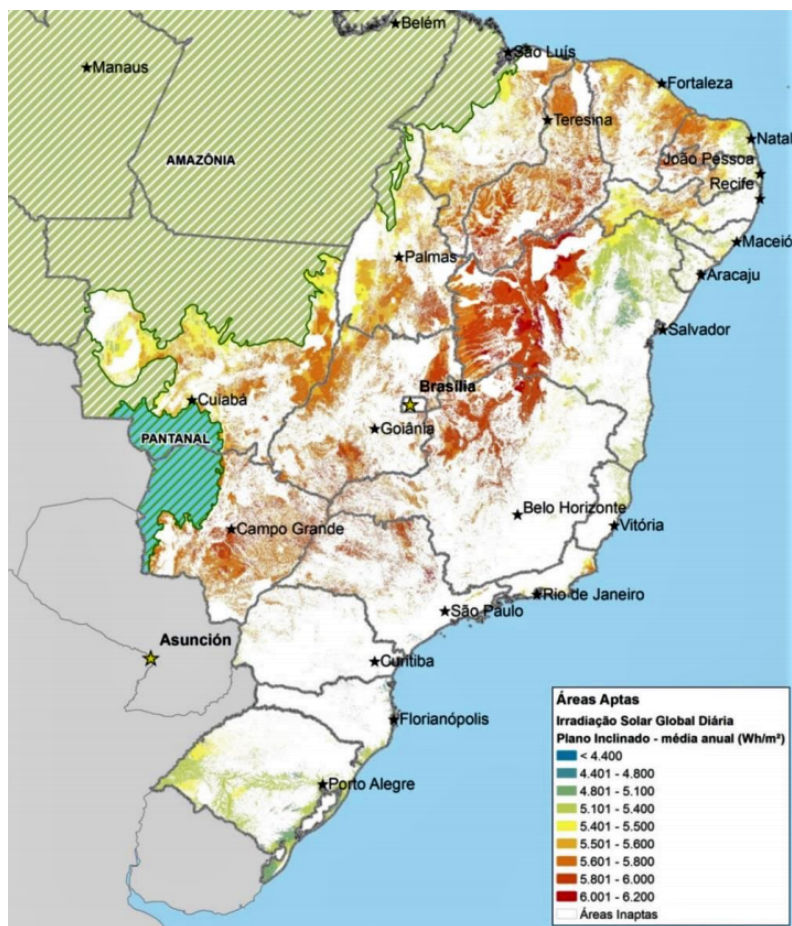 Belém
São Luís
Manaus
Fortaleza
Teresina
Natal
AMAZÔNIA
João Pessoa
Recife
Palmas
Maceió
Aracaju
Salvador
Brasília
Cuiabá
Goiânia
PANTANAL
Belo Horizonte
Campo Grande
Vitória
Rio de Janeiro
São Paulo
Asunción
Curitiba
Florianópolis
Porto Alegre
Áreas Aptas
Irradiação Solar Global Diária
Plano Inclinado - média anual (Wh/m²)
< 4.400
4.401 - 4.800
4.801 - 5.100
5.101 - 5.400
5.401 - 5.500
5.501 - 5.600
5.601 - 5.800
5.801 - 6.000
6.001 - 6.200
Áreas Inaptas